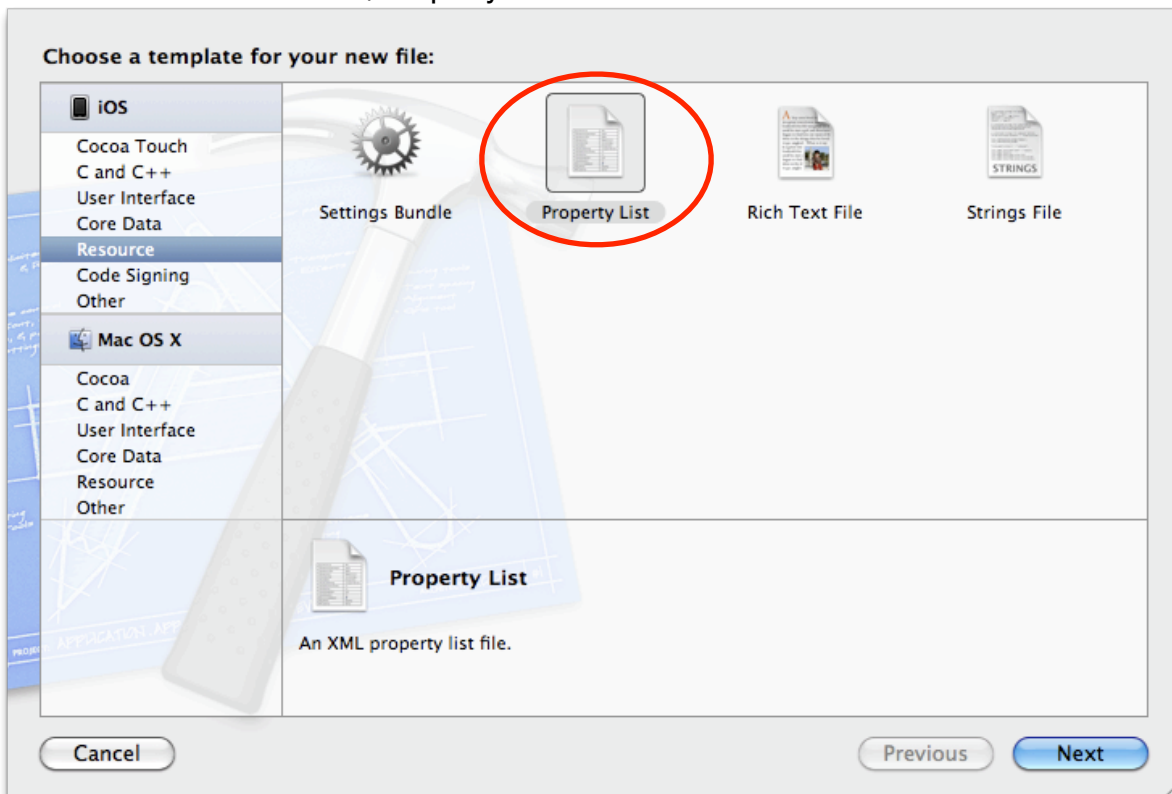 Choose a template for your new file:
iOS
Cocoa Touch
C and C++
User Interface
Core Data
Resource
Code Signing
Other
Mac OS X
Cocoa
C and C++
User Interface
Core Data
Resource
Other
Settings Bundle
Property List
Rich Text File
STRINGS
Strings File
Property List
An XML property list file.
Cancel
Previous
Next